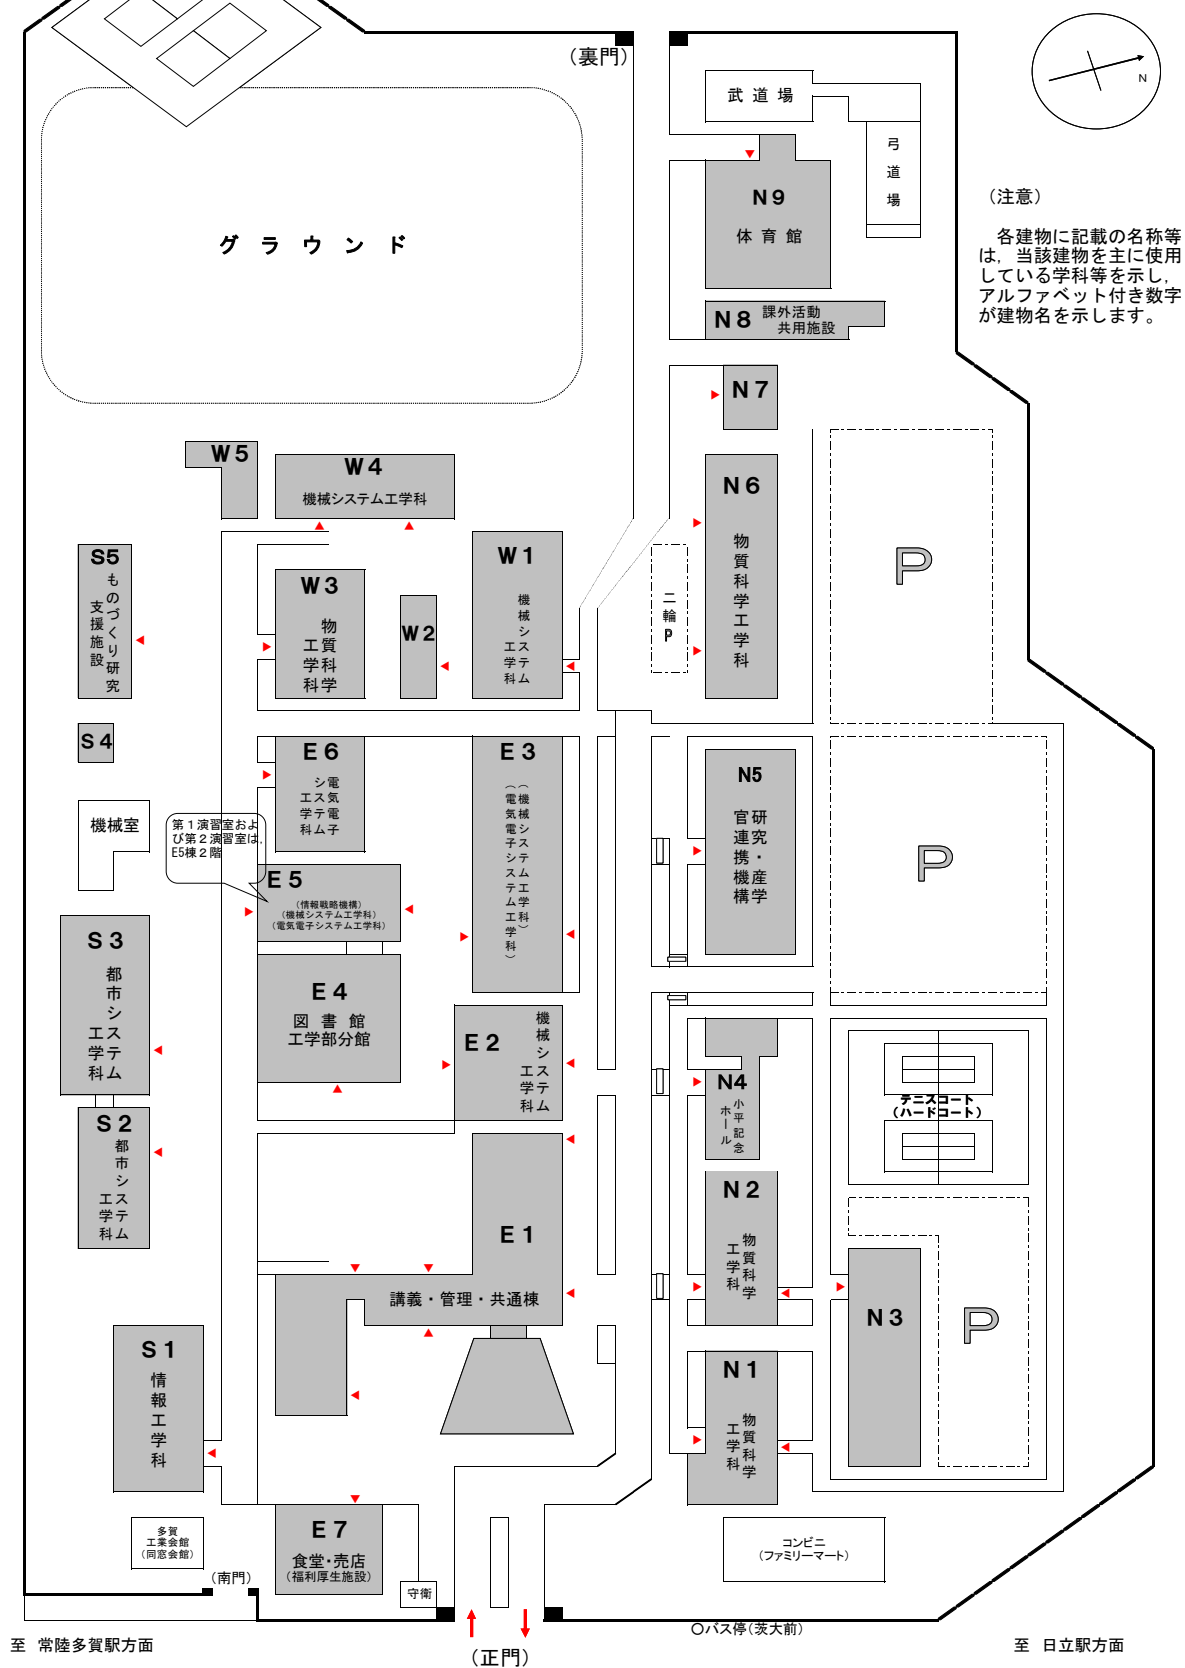 (裏門)
N
武 道 場
弓道場
N9
体 育 館
(注意)
各建物に記載の名称等
は,当該建物を主に使用
している学科等を示し,
アルファベット付き数字
が建物名を示します。
グ ラ ウ ン ド
N8
課外活動
共用施設
N7
W5
W4
機械システム工学科
N6
物質科学工学科
P
S5
ものづくり研究
支援施設
W3
物質科学
工学科
W2
W1
機械システム
工学科
二輪P
S4
E6
電気電子
システム
工学科
E3
(機械システム工学科)
(電気電子システム工学科)
N5
研究・産学
官連携機構
P
機械室
第1演習室およ
び第2演習室は,
E5棟2階
E5
(情報戦略機構)
(機械システム工学科)
(電気電子システム工学科)
S3
都市システム
工学科
E4
図 書 館
工学部分館
E2
機械システム
工学科
N4
小平記念
ホール
テニスコート
(ハードコート)
S2
都市システム
工学科
E1
講義・管理・共通棟
N2
物質科学
工学科
N3
P
S1
情報工学科
N1
物質科学
工学科
多賀
工業会館
(同窓会館)
E7
食堂・売店
(福利厚生施設)
守衛
コンビニ
(ファミリーマート)
(南門)
至 常陸多賀駅方面
(正門)
○バス停(茨大前)
至 日立駅方面